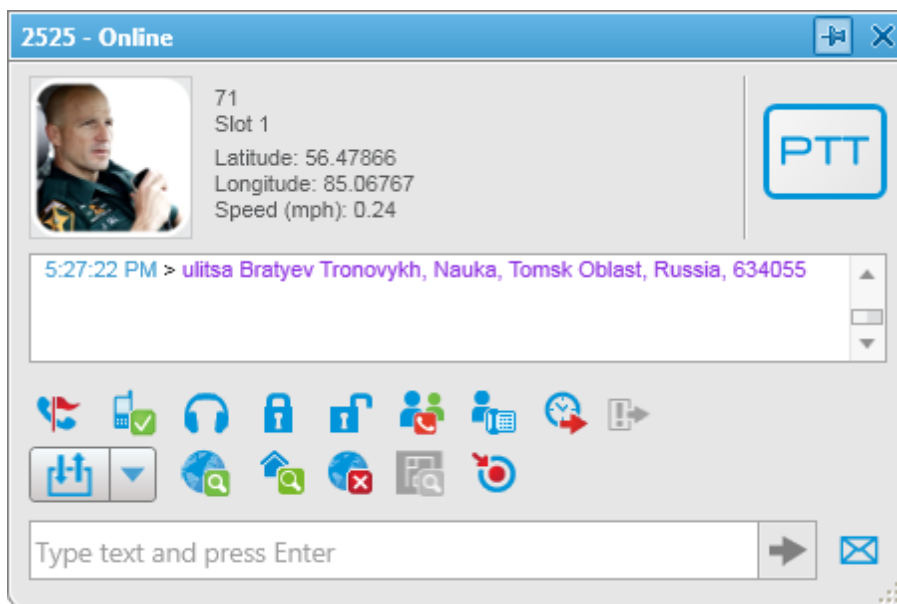 2525 - Online
71
Slot 1
Latitude: 56.47866
Longitude: 85.06767
Speed (mph): 0.24
PTT
5:27:22 PM > ulitsa Bratyev Tronovykh, Nauka, Tomsk Oblast, Russia, 634055
Type text and press Enter